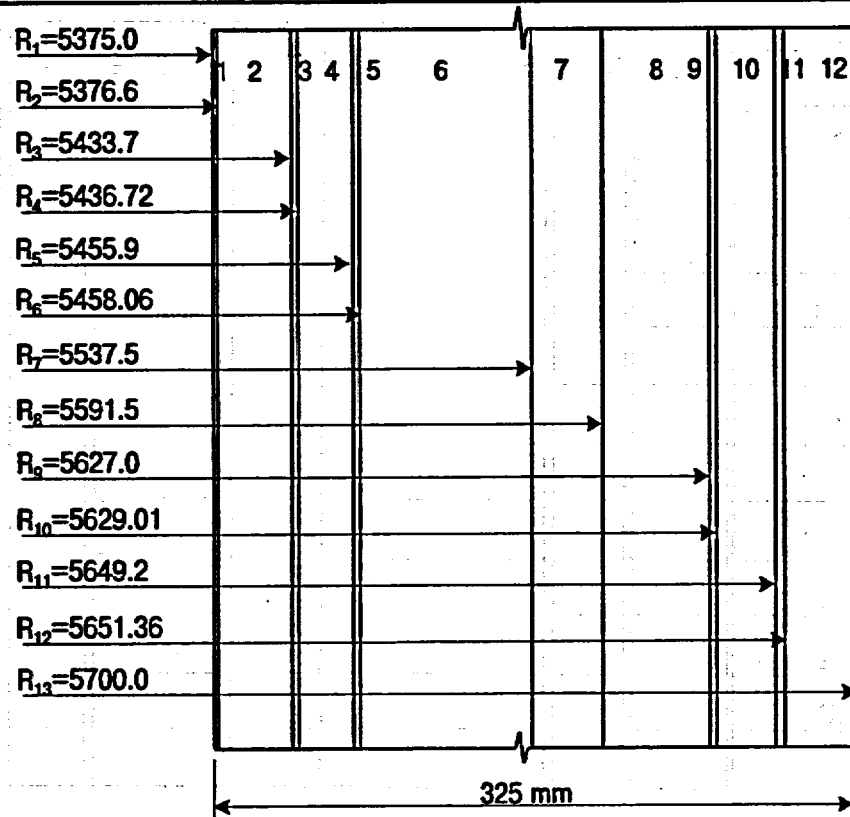 R₁=5375.0
1 2 3 4 5 6 7 8 9 10 11 12
R₂=5376.6
R₃=5433.7
R₄=5436.72
R₅=5455.9
R₆=5458.06
R₇=5537.5
R₈=5591.5
R₉=5627.0
R₁₀=5629.01
R₁₁=5649.2
R₁₂=5651.36
R₁₃=5700.0
325 mm